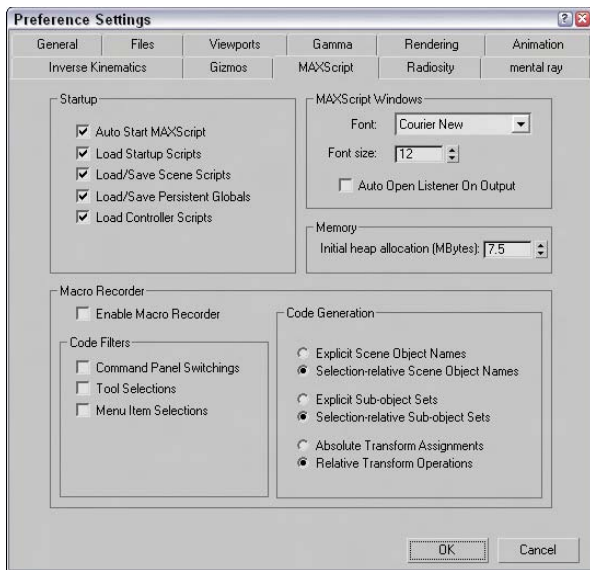 Preference Settings
General Files Viewports Gamma Rendering Animation
Inverse Kinematics Gizmos MAXScript Radiosity mental ray
Startup
Auto Start MAXScript
Load Startup Scripts
Load/Save Scene Scripts
Load/Save Persistent Globals
Load Controller Scripts
MAXScript Windows
Font: Courier New
Font size: 12
Auto Open Listener On Output
Memory
Initial heap allocation (MBytes): 7.5
Macro Recorder
Enable Macro Recorder
Code Filters
Command Panel Switchings
Tool Selections
Menu Item Selections
Code Generation
Explicit Scene Object Names
Selection-relative Scene Object Names
Explicit Sub-object Sets
Selection-relative Sub-object Sets
Absolute Transform Assignments
Relative Transform Operations
OK Cancel